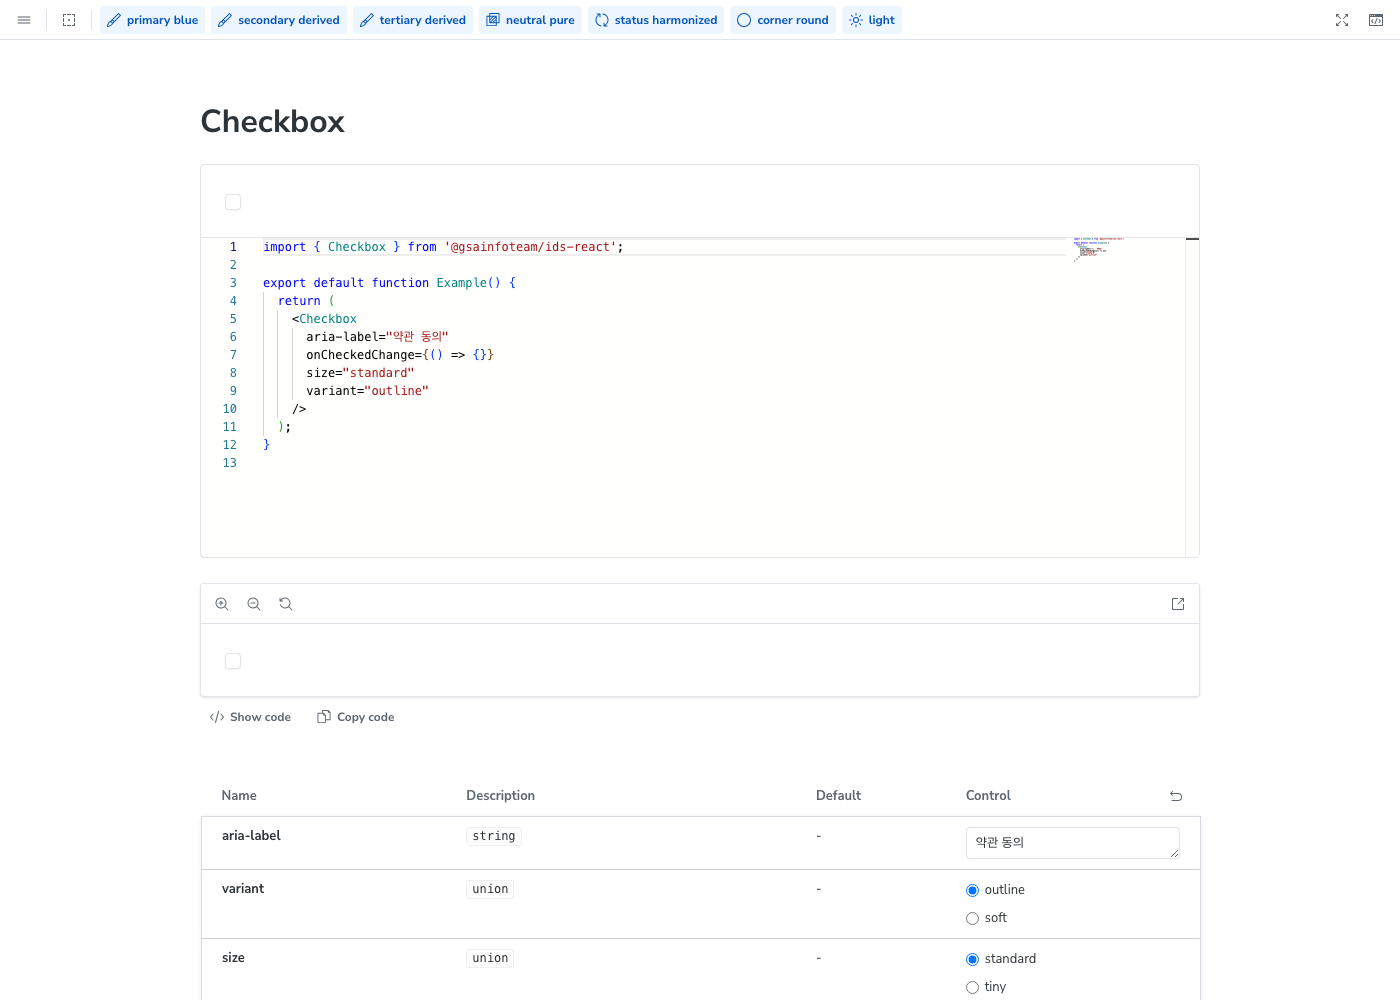 primary blue secondary derived tertiary derived neutral pure status harmonized corner round light
Checkbox
1 import { Checkbox } from '@gsainfoteam/ids-react';
2
3 export default function Example() {
4 return (
5 <Checkbox
6 aria-label="약관 동의"
7 onCheckedChange={() => {}}
8 size="standard"
9 variant="outline"
10 />
11 );
12 }
13
Show code Copy code
Name Description Default Control
aria-label string - 약관 동의
variant union - outline
soft
size union - standard
tiny